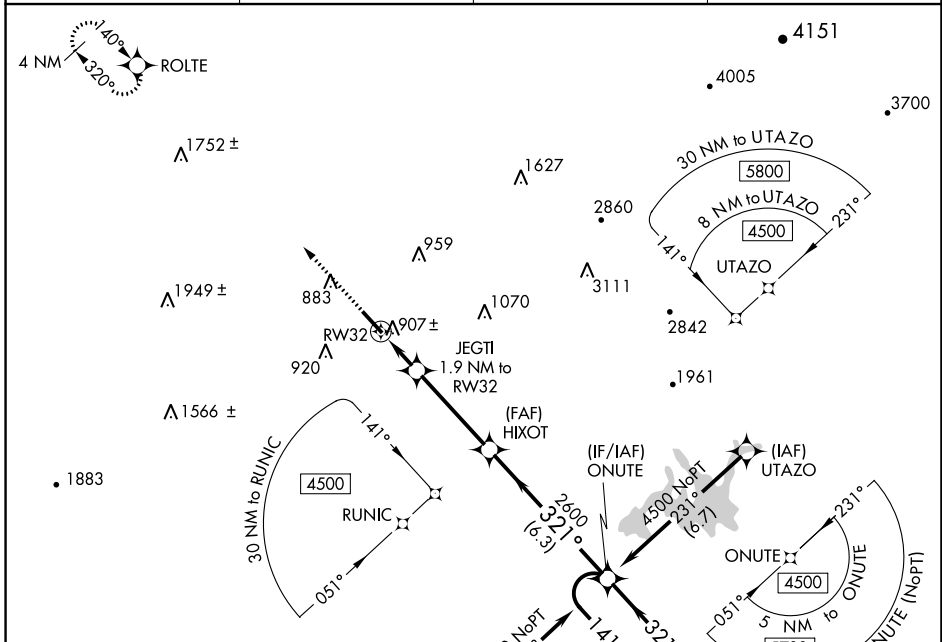 4151
4005
3700
140°
4 NM
320°
ROLTE
1752 ±
1627
30 NM to UTAZO
5800
8 NM to UTAZO
4500
231°
141°
UTAZO
2860
959
3111
883
1949 ±
1070
2842
RW32
907 ±
920
JEGTI
1.9 NM to
RW32
1961
1566 ±
141°
(FAF)
HIXOT
30 NM to RUNIC
4500
RUNIC
051°
1883
(IF/IAF)
ONUTE
(IAF)
UTAZO
4500 NoPT
231°
(6.7)
2600
321°
(6.3)
231°
ONUTE
4500
051°
5 NM to ONUTE
NUTE (NoPT)
NoPT
141°
321°